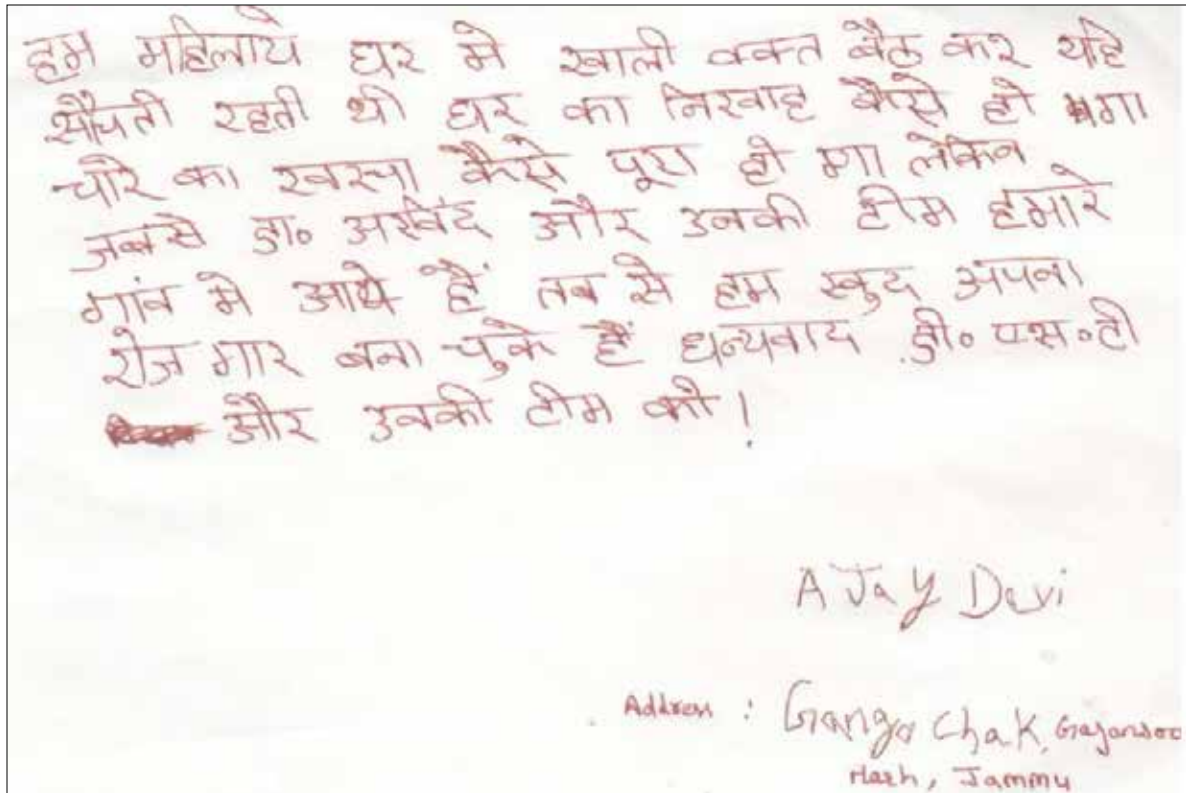 हम महिलाये घर मे खाली वक्त बैठ कर यहि
सौचती रहती थी घर का निरवाह कैसे हो गा
चोरे का खरचा कैसे पूरा हो गा लेकिन
जबसे डा० अरविंद और उनकी टीम हमारे
गांव मे आये हैं तब से हम खुद अपना
रोज गार बना चुके हैं धन्यवाद डी० एस० टी
और उनकी टीम को।
AJay Devi
Address : Ganga Chak, Gajansoo
Marh, Jammu